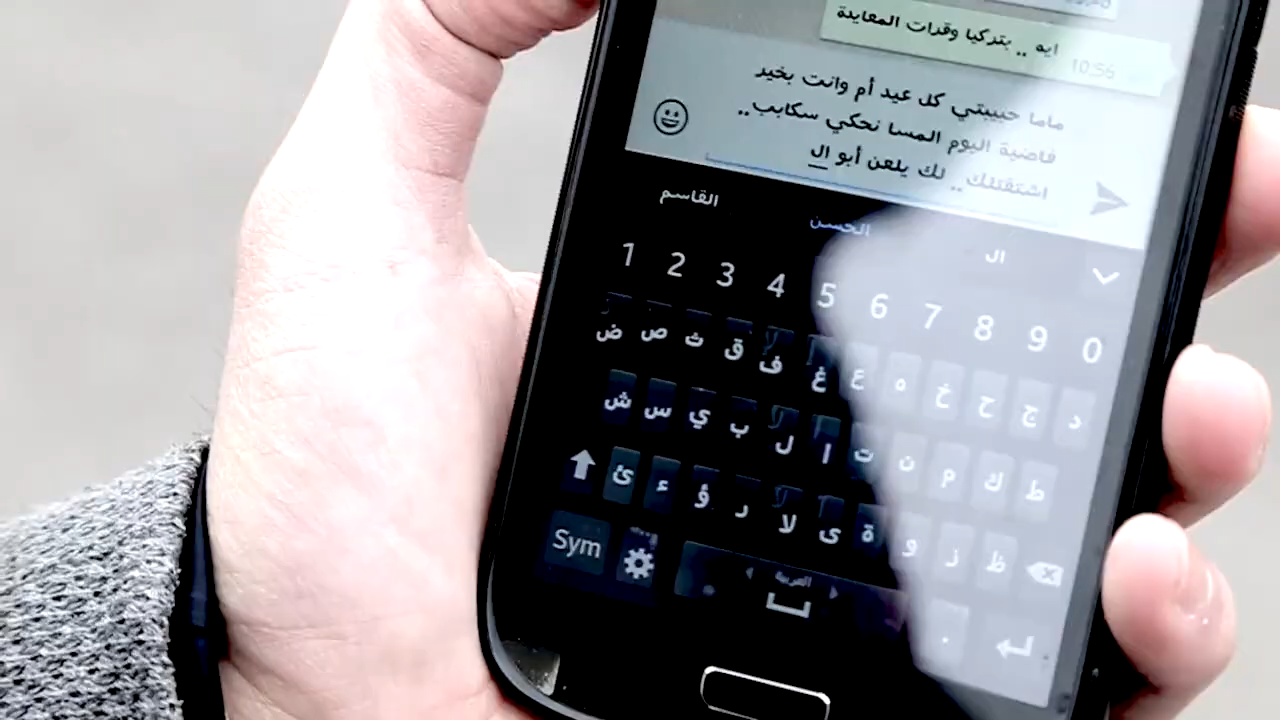 ايه .. بتركيا وقرات المعايدة
10:56
ماما حبيبتي كل عيد أم وانت بخير
فاضية اليوم المسا نحكي سكايب..
اشتقتلك.. لك يلعن أبو ال
القاسم الحسن ال
1 2 3 4 5 6 7 8 9 0
ض ص ث ق ف غ ع ه خ ح ج د
ش س ي ب ل ا ت ن م ك ط
ئ ء ؤ ر لا ى ة و ز ظ
Sym العربية .